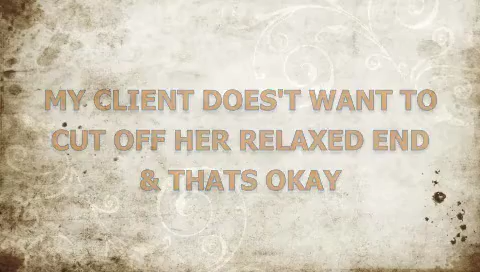 MY CLIENT DOES'T WANT TO
CUT OFF HER RELAXED END
& THATS OKAY